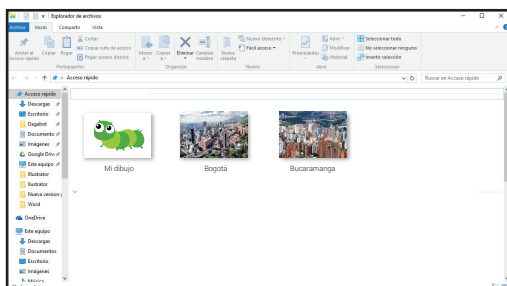 Explorador de archivos
Archivo Inicio Compartir Vista
Anclar al Acceso rápido
Copiar
Pegar
Cortar
Copiar ruta de acceso
Pegar acceso directo
Portapapeles
Mover a
Copiar a
Eliminar
Cambiar nombre
Organizar
Nueva carpeta
Nuevo elemento
Fácil acceso
Nuevo
Propiedades
Abrir
Modificar
Historial
Abrir
Seleccionar todo
No seleccionar ninguno
Invertir selección
Seleccionar
Acceso rápido
Buscar en Acceso rápido
Acceso rápido
Descargas
Escritorio
Dagabot
Documento
Imágenes
Google Driv
Este equipo
Illustrator
Ilustrator
Nueva version
Word
OneDrive
Este equipo
Descargas
Documentos
Escritorio
Imágenes
Música
Mi dibujo
Bogotá
Bucaramanga